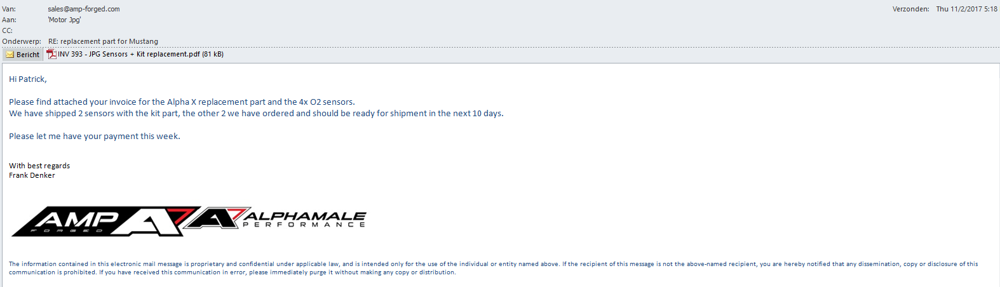 Van: sales@amp-forged.com Verzonden: Thu 11/2/2017 5:18
Aan: 'Motor Jpg'
CC:
Onderwerp: RE: replacement part for Mustang
Bericht INV 393 - JPG Sensors + Kit replacement.pdf (81 kB)
Hi Patrick,
Please find attached your invoice for the Alpha X replacement part and the 4x O2 sensors.
We have shipped 2 sensors with the kit part, the other 2 we have ordered and should be ready for shipment in the next 10 days.
Please let me have your payment this week.
With best regards
Frank Denker
AMP ALPHAMALE
FORGED PERFORMANCE
The information contained in this electronic mail message is proprietary and confidential under applicable law, and is intended only for the use of the individual or entity named above. If the recipient of this message is not the above-named recipient, you are hereby notified that any dissemination, copy or disclosure of this
communication is prohibited. If you have received this communication in error, please immediately purge it without making any copy or distribution.